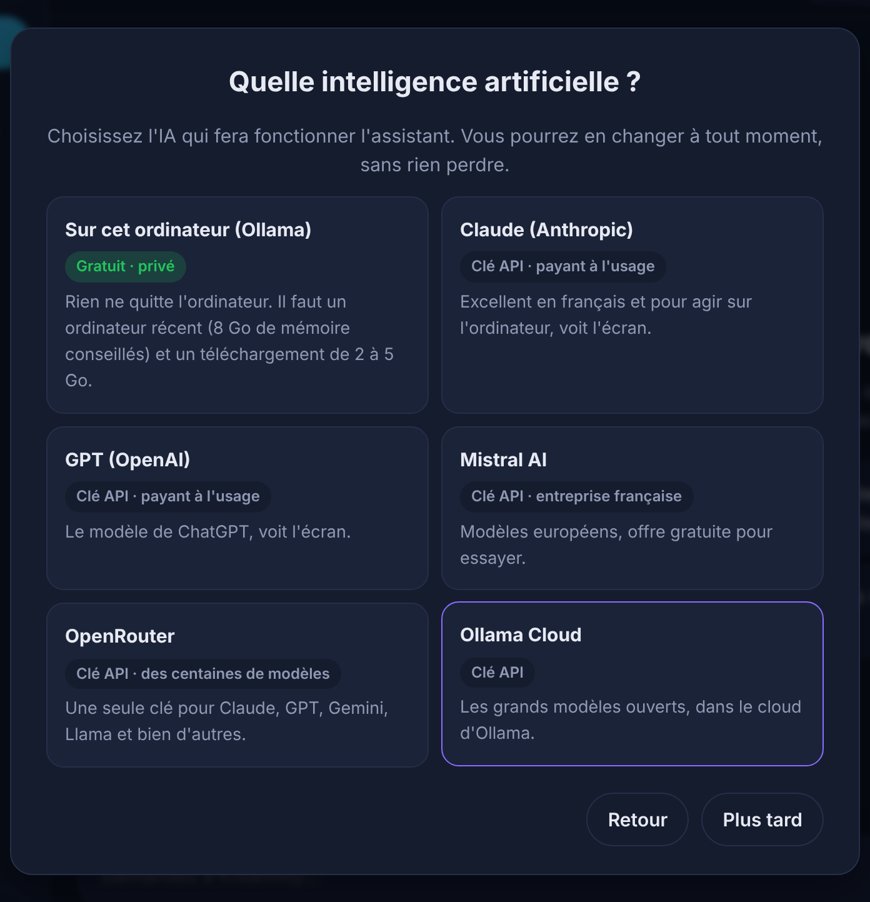 Quelle intelligence artificielle ?
Choisissez l'IA qui fera fonctionner l'assistant. Vous pourrez en changer à tout moment,
sans rien perdre.
Sur cet ordinateur (Ollama)
Gratuit · privé
Rien ne quitte l'ordinateur. Il faut un
ordinateur récent (8 Go de mémoire
conseillés) et un téléchargement de 2 à 5
Go.
Claude (Anthropic)
Clé API · payant à l'usage
Excellent en français et pour agir sur
l'ordinateur, voit l'écran.
GPT (OpenAI)
Clé API · payant à l'usage
Le modèle de ChatGPT, voit l'écran.
Mistral AI
Clé API · entreprise française
Modèles européens, offre gratuite pour
essayer.
OpenRouter
Clé API · des centaines de modèles
Une seule clé pour Claude, GPT, Gemini,
Llama et bien d'autres.
Ollama Cloud
Clé API
Les grands modèles ouverts, dans le cloud
d'Ollama.
Retour
Plus tard